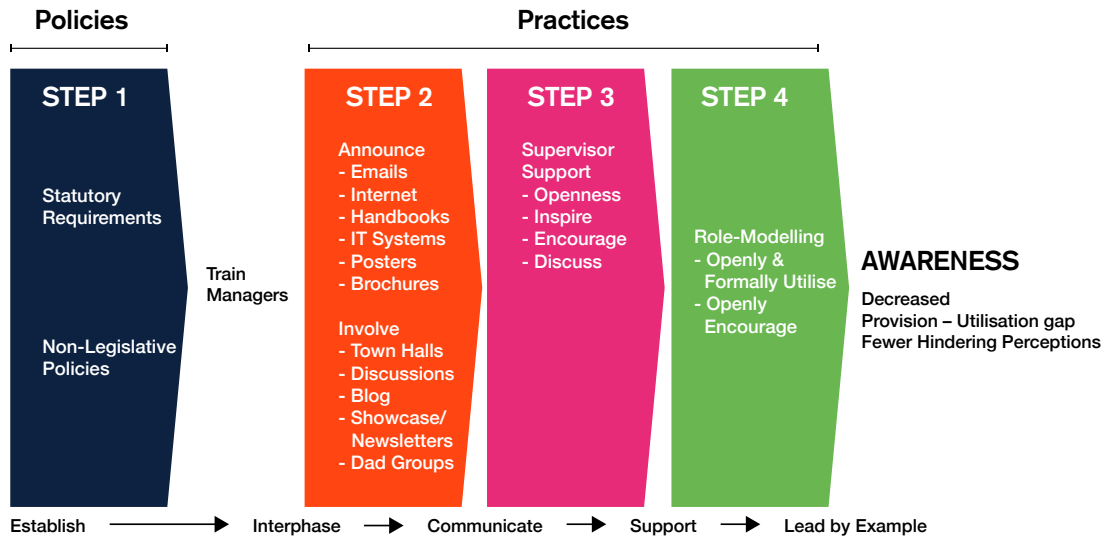 Policies
Practices
STEP 1
Statutory
Requirements
Non-Legislative
Policies
Train
Managers
STEP 2
Announce
- Emails
- Internet
- Handbooks
- IT Systems
- Posters
- Brochures
Involve
- Town Halls
- Discussions
- Blog
- Showcase/
Newsletters
- Dad Groups
STEP 3
Supervisor
Support
- Openness
- Inspire
- Encourage
- Discuss
STEP 4
Role-Modelling
- Openly &
Formally Utilise
- Openly
Encourage
AWARENESS
Decreased
Provision – Utilisation gap
Fewer Hindering Perceptions
Establish
Interphase
Communicate
Support
Lead by Example